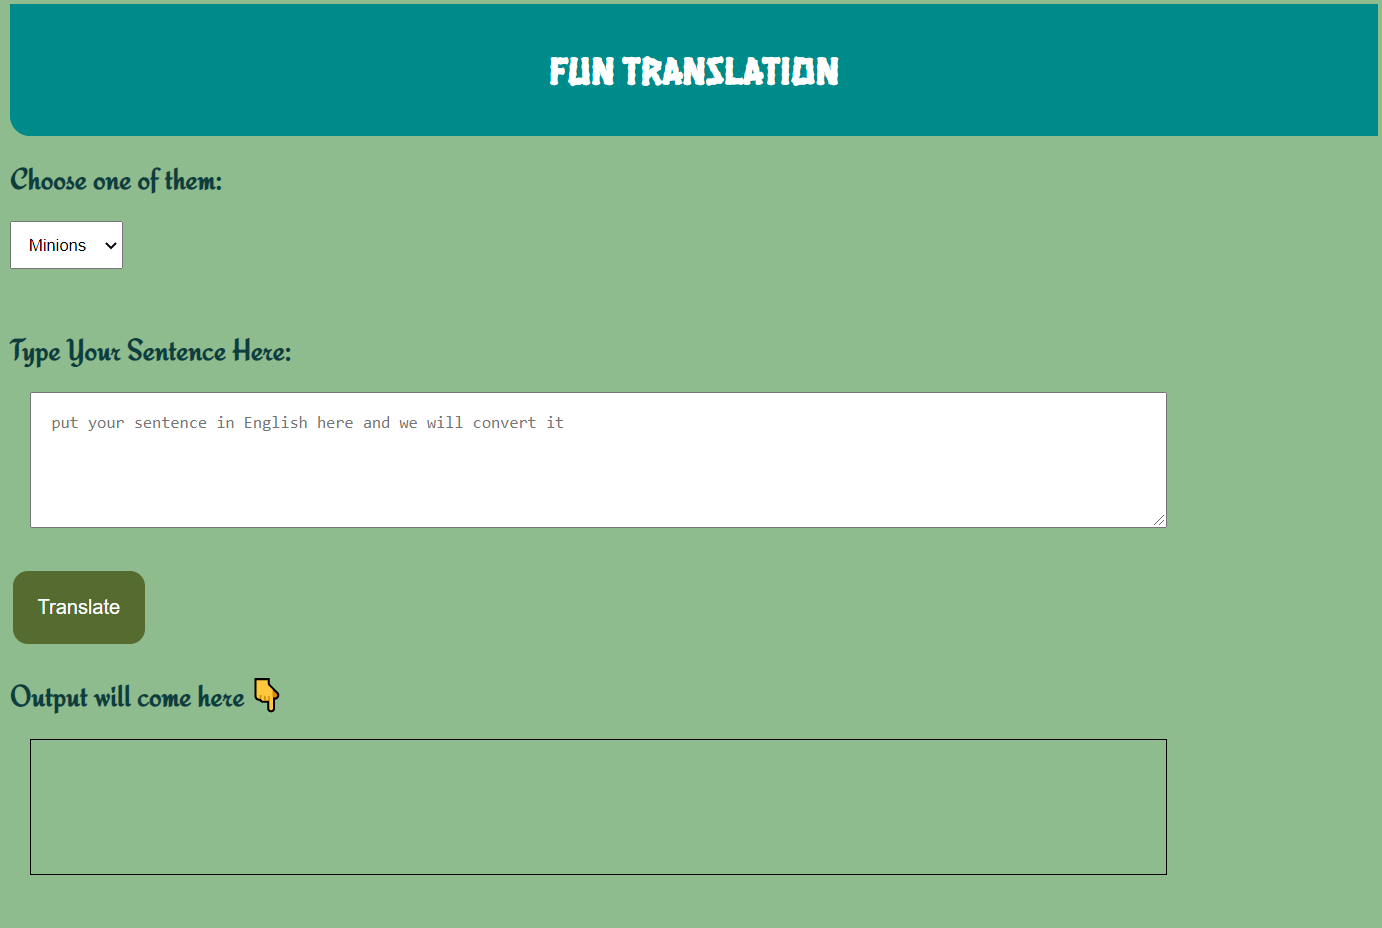 FUN TRANSLATION
Choose one of them:
Minions
Type Your Sentence Here:
put your sentence in English here and we will convert it
Translate
Output will come here 👇